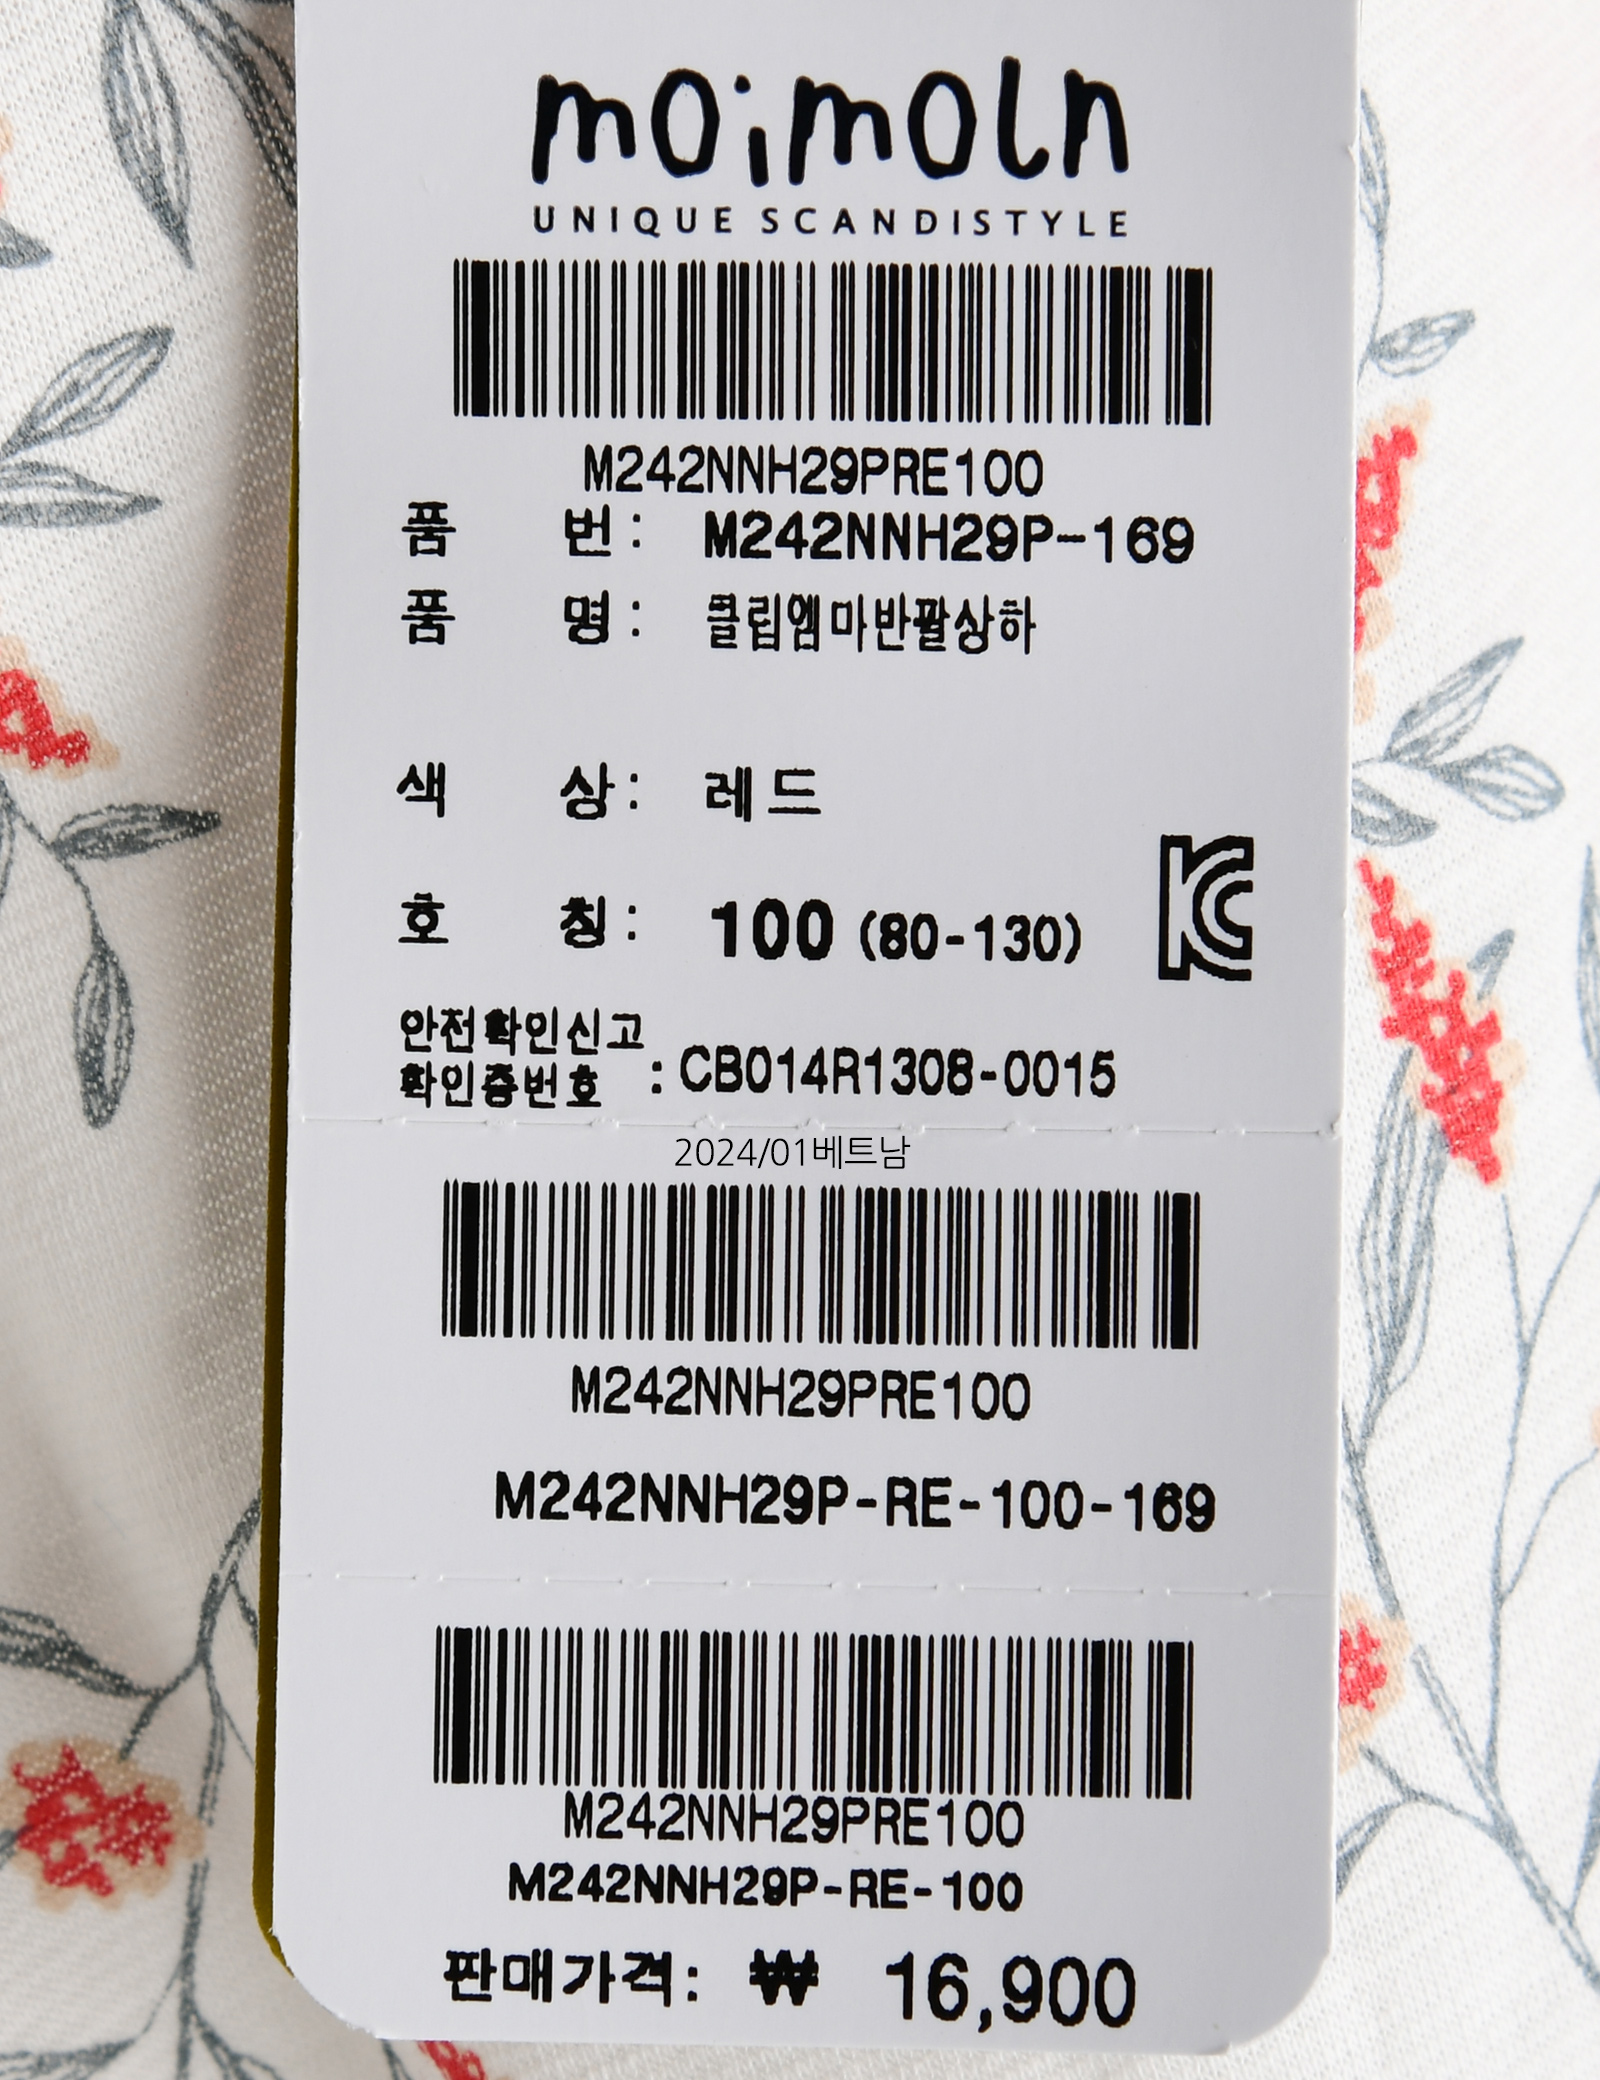 moimoln
UNIQUE SCANDISTYLE
M242NNH29PRE100
품 번 : M242NNH29P-169
품 명 : 클립엠마반팔상하
색 상 : 레드
호 칭 : 100 (80-130)
안전확인신고
확인증번호 : CB014R1308-0015
2024/01베트남
M242NNH29PRE100
M242NNH29P-RE-100-169
M242NNH29PRE100
M242NNH29P-RE-100
판매가격: ₩ 16,900